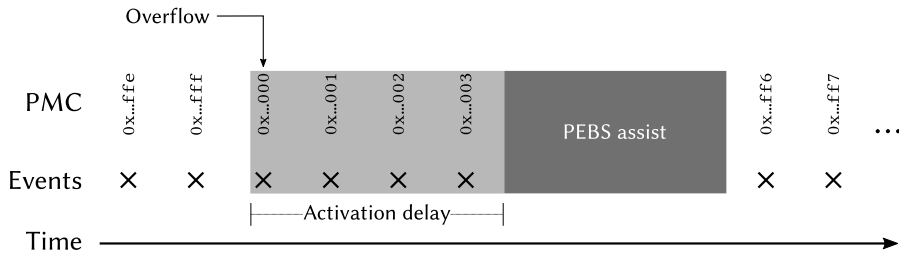 Overflow
PMC 0x…ffe 0x…fff 0x…000 0x…001 0x…002 0x…003 PEBS assist 0x…ff6 0x…ff7 …
Events × × × × × × × ×
Activation delay
Time